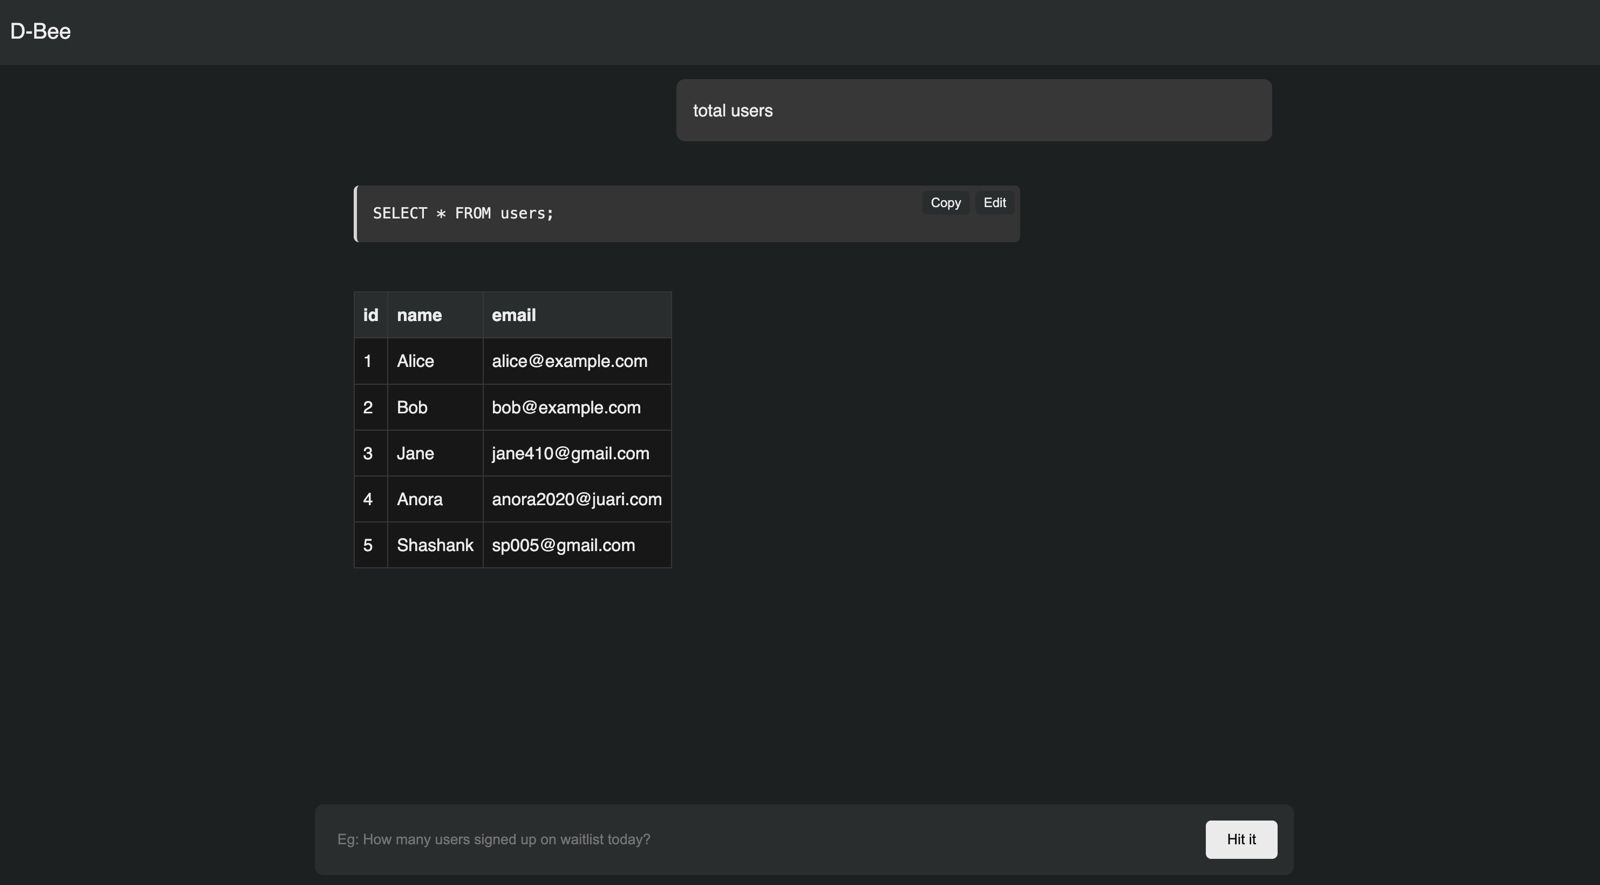 D-Bee
total users
Copy Edit
SELECT * FROM users;
id name email
1 Alice alice@example.com
2 Bob bob@example.com
3 Jane jane410@gmail.com
4 Anora anora2020@juari.com
5 Shashank sp005@gmail.com
Eg: How many users signed up on waitlist today?
Hit it